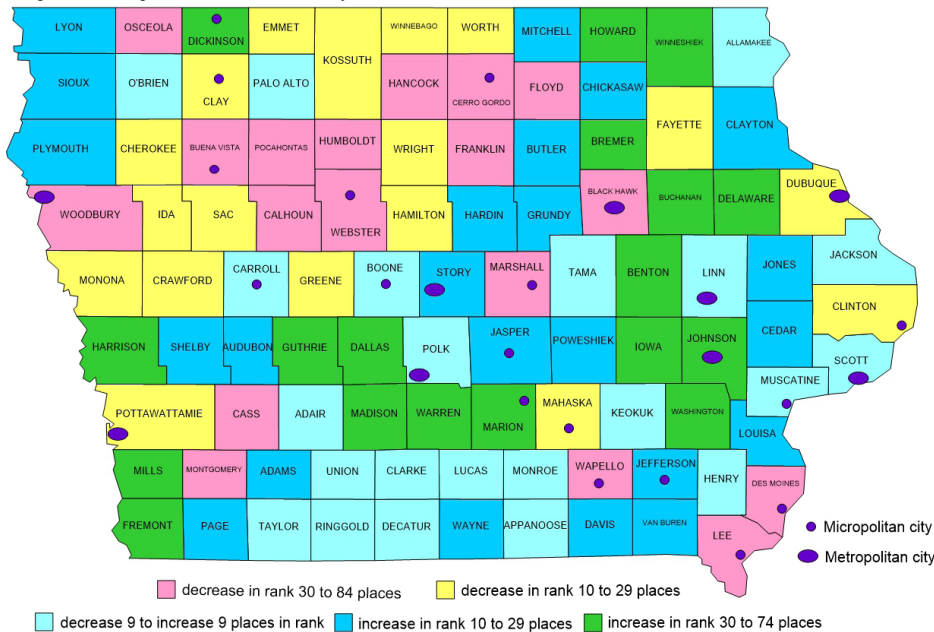 LYON OSCEOLA DICKINSON EMMET WINNEBAGO WORTH MITCHELL HOWARD WINNESHIEK ALLAMAKEE
KOSSUTH
SIOUX O'BRIEN CLAY PALO ALTO HANCOCK CERRO GORDO FLOYD CHICKASAW
FAYETTE CLAYTON
PLYMOUTH CHEROKEE BUENA VISTA POCAHONTAS HUMBOLDT WRIGHT FRANKLIN BUTLER BREMER
WOODBURY IDA SAC CALHOUN WEBSTER HAMILTON HARDIN GRUNDY BLACK HAWK BUCHANAN DELAWARE DUBUQUE
MONONA CRAWFORD CARROLL GREENE BOONE STORY MARSHALL TAMA BENTON LINN JONES JACKSON
CLINTON
HARRISON SHELBY AUDUBON GUTHRIE DALLAS POLK JASPER POWESHIEK IOWA JOHNSON CEDAR SCOTT
MUSCATINE
POTTAWATTAMIE CASS ADAIR MADISON WARREN MARION MAHASKA KEOKUK WASHINGTON LOUISA
MILLS MONTGOMERY ADAMS UNION CLARKE LUCAS MONROE WAPELLO JEFFERSON HENRY DES MOINES
FREMONT PAGE TAYLOR RINGGOLD DECATUR WAYNE APPANOOSE DAVIS VAN BUREN LEE
Micropolitan city
Metropolitan city
decrease in rank 30 to 84 places decrease in rank 10 to 29 places
decrease 9 to increase 9 places in rank increase in rank 10 to 29 places increase in rank 30 to 74 places